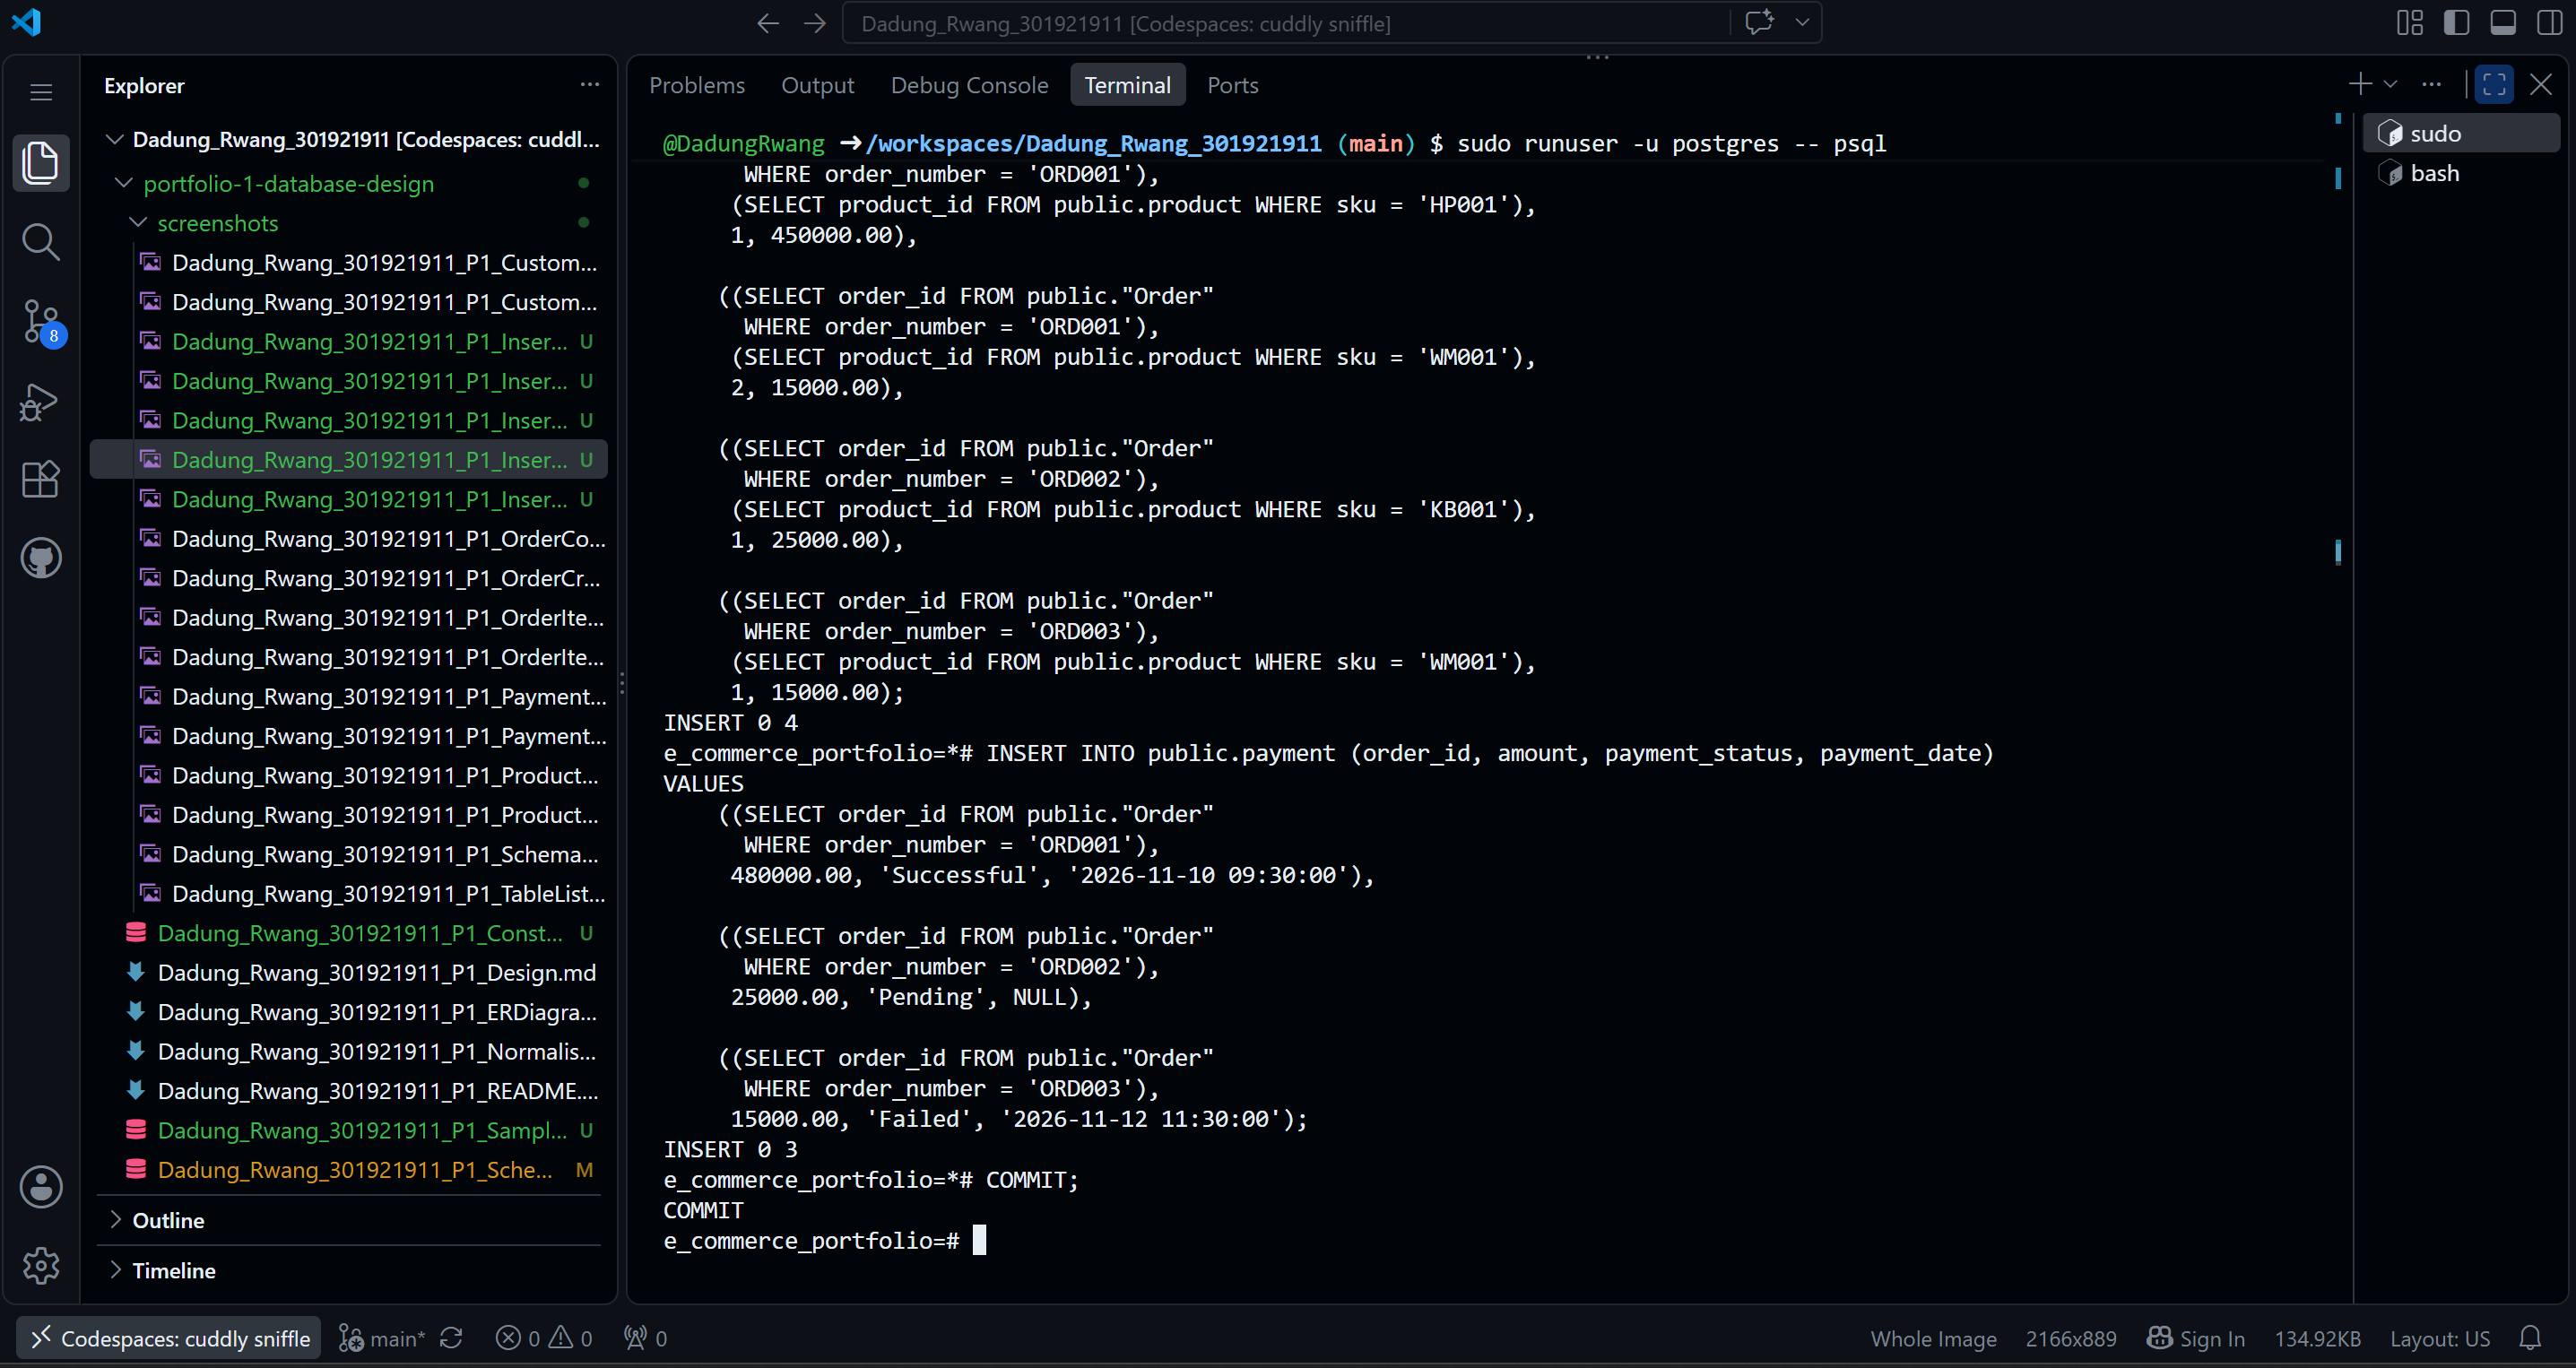 Dadung_Rwang_301921911 [Codespaces: cuddly sniffle]
Explorer
Dadung_Rwang_301921911 [Codespaces: cuddl...
portfolio-1-database-design
screenshots
Dadung_Rwang_301921911_P1_Custom...
Dadung_Rwang_301921911_P1_Custom...
Dadung_Rwang_301921911_P1_Inser... U
Dadung_Rwang_301921911_P1_Inser... U
Dadung_Rwang_301921911_P1_Inser... U
Dadung_Rwang_301921911_P1_Inser... U
Dadung_Rwang_301921911_P1_Inser... U
Dadung_Rwang_301921911_P1_OrderCo...
Dadung_Rwang_301921911_P1_OrderCr...
Dadung_Rwang_301921911_P1_OrderIte...
Dadung_Rwang_301921911_P1_OrderIte...
Dadung_Rwang_301921911_P1_Payment...
Dadung_Rwang_301921911_P1_Payment...
Dadung_Rwang_301921911_P1_Product...
Dadung_Rwang_301921911_P1_Product...
Dadung_Rwang_301921911_P1_Schema...
Dadung_Rwang_301921911_P1_TableList...
Dadung_Rwang_301921911_P1_Const... U
Dadung_Rwang_301921911_P1_Design.md
Dadung_Rwang_301921911_P1_ERDiagra...
Dadung_Rwang_301921911_P1_Normalis...
Dadung_Rwang_301921911_P1_README....
Dadung_Rwang_301921911_P1_Sampl... U
Dadung_Rwang_301921911_P1_Sche... M
Outline
Timeline
8
Problems Output Debug Console Terminal Ports
@DadungRwang ➜/workspaces/Dadung_Rwang_301921911 (main) $ sudo runuser -u postgres -- psql
WHERE order_number = 'ORD001'),
(SELECT product_id FROM public.product WHERE sku = 'HP001'),
1, 450000.00),
((SELECT order_id FROM public."Order"
WHERE order_number = 'ORD001'),
(SELECT product_id FROM public.product WHERE sku = 'WM001'),
2, 15000.00),
((SELECT order_id FROM public."Order"
WHERE order_number = 'ORD002'),
(SELECT product_id FROM public.product WHERE sku = 'KB001'),
1, 25000.00),
((SELECT order_id FROM public."Order"
WHERE order_number = 'ORD003'),
(SELECT product_id FROM public.product WHERE sku = 'WM001'),
1, 15000.00);
INSERT 0 4
e_commerce_portfolio=*# INSERT INTO public.payment (order_id, amount, payment_status, payment_date)
VALUES
((SELECT order_id FROM public."Order"
WHERE order_number = 'ORD001'),
480000.00, 'Successful', '2026-11-10 09:30:00'),
((SELECT order_id FROM public."Order"
WHERE order_number = 'ORD002'),
25000.00, 'Pending', NULL),
((SELECT order_id FROM public."Order"
WHERE order_number = 'ORD003'),
15000.00, 'Failed', '2026-11-12 11:30:00');
INSERT 0 3
e_commerce_portfolio=*# COMMIT;
COMMIT
e_commerce_portfolio=#
sudo
bash
Codespaces: cuddly sniffle main* 0 0 0 Whole Image 2166x889 Sign In 134.92KB Layout: US